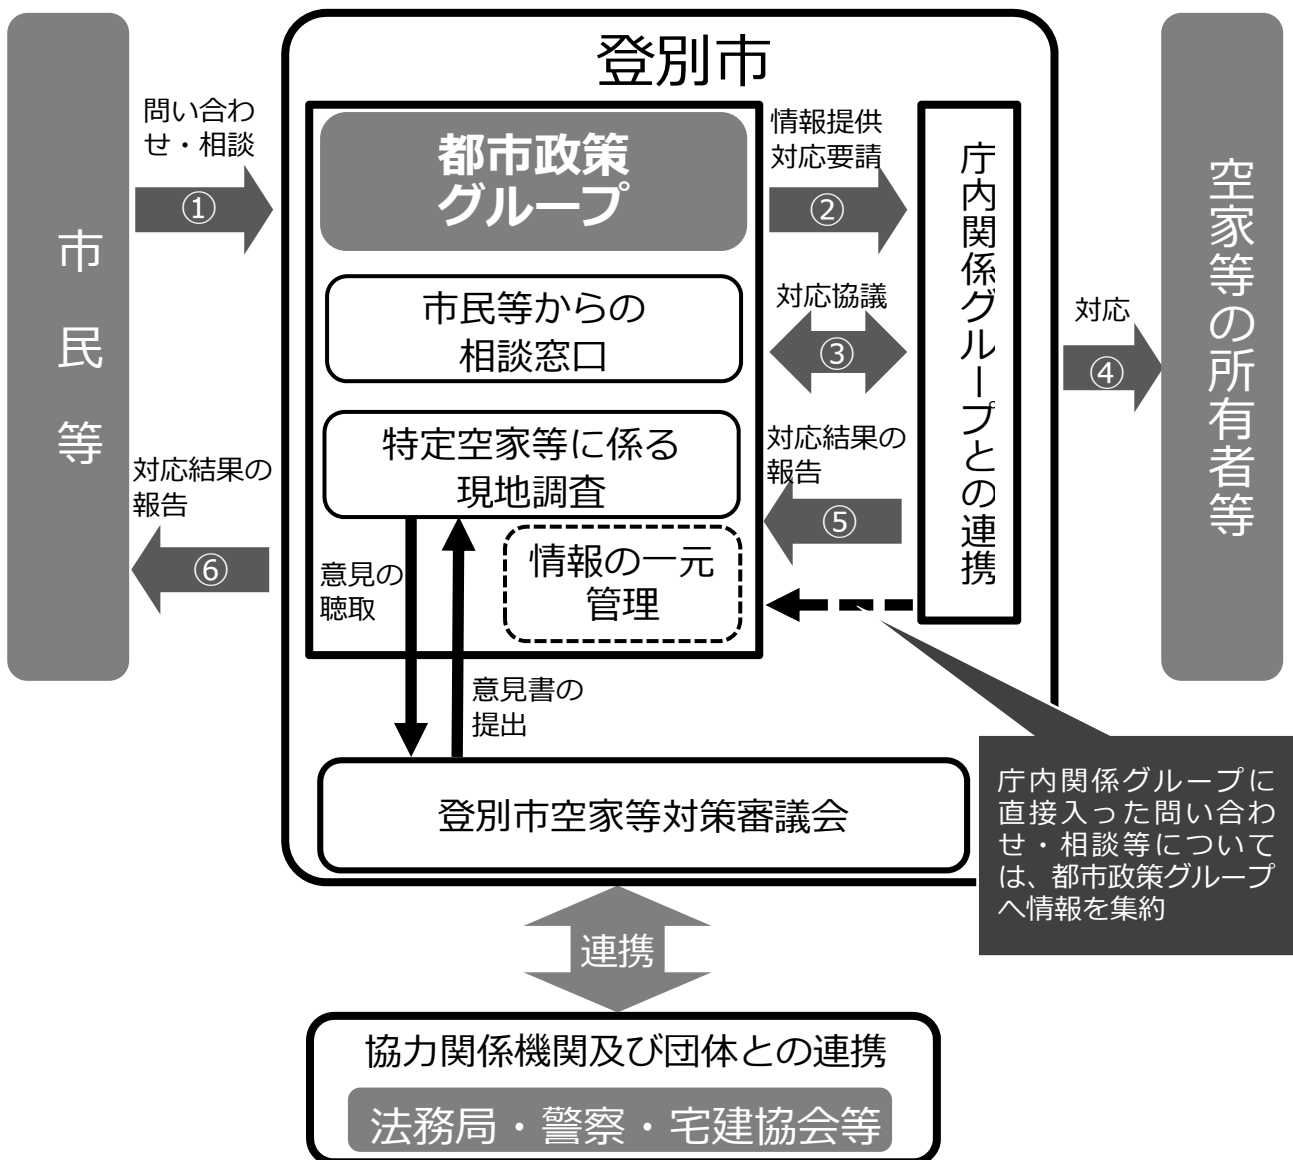 登別市
市民等
問い合わ
せ・相談
①
都市政策
グループ
市民等からの
相談窓口
特定空家等に係る
現地調査
情報の一元
管理
情報提供
対応要請
②
対応協議
③
対応結果の
報告
⑤
庁内関係グループとの連携
対応
④
空家等の所有者等
対応結果の
報告
⑥
意見の
聴取
意見書の
提出
登別市空家等対策審議会
庁内関係グループに
直接入った問い合わ
せ・相談等について
は、都市政策グループ
へ情報を集約
連携
協力関係機関及び団体との連携
法務局・警察・宅建協会等